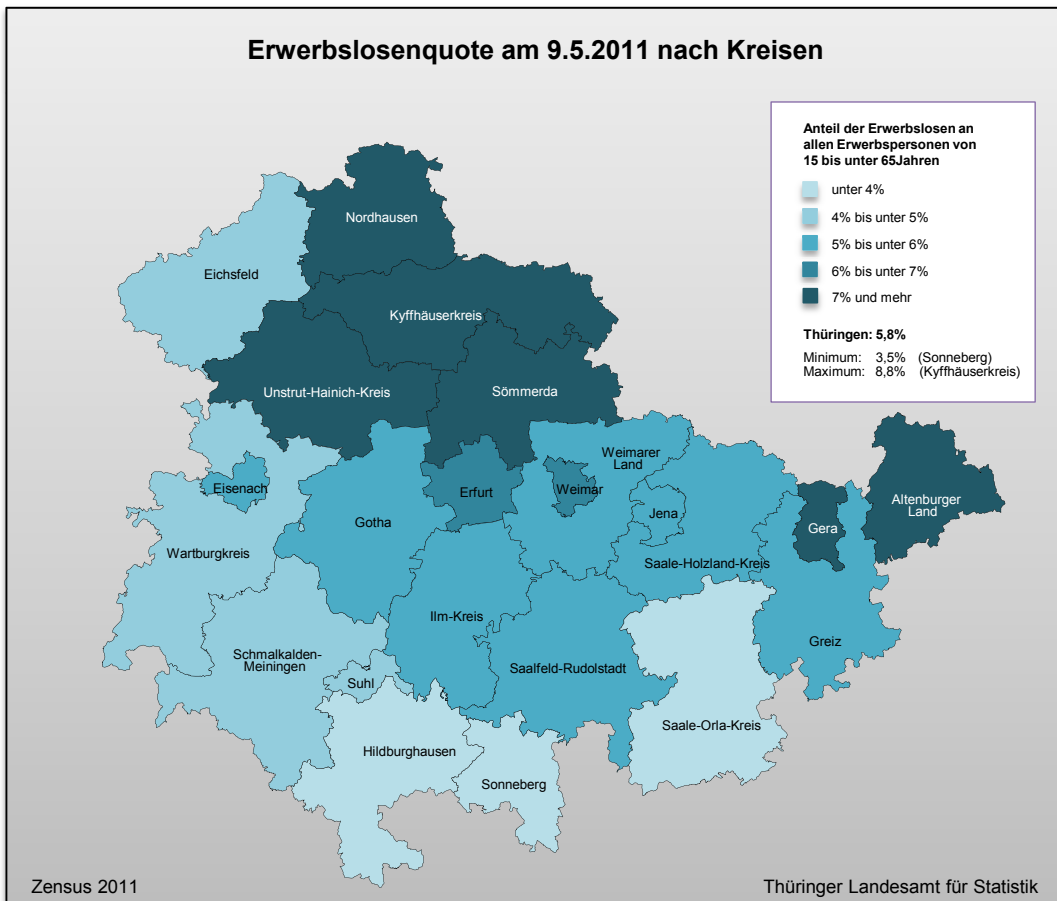 Erwerbslosenquote am 9.5.2011 nach Kreisen
Anteil der Erwerbslosen an
allen Erwerbspersonen von
15 bis unter 65Jahren
unter 4%
4% bis unter 5%
5% bis unter 6%
6% bis unter 7%
7% und mehr
Thüringen: 5,8%
Minimum: 3,5% (Sonneberg)
Maximum: 8,8% (Kyffhäuserkreis)
Nordhausen
Eichsfeld
Kyffhäuserkreis
Unstrut-Hainich-Kreis
Sömmerda
Weimarer
Land
Eisenach
Erfurt
Weimar
Altenburger
Land
Jena
Gera
Gotha
Wartburgkreis
Saale-Holzland-Kreis
Ilm-Kreis
Greiz
Schmalkalden-
Meiningen
Saalfeld-Rudolstadt
Suhl
Saale-Orla-Kreis
Hildburghausen
Sonneberg
Zensus 2011
Thüringer Landesamt für Statistik